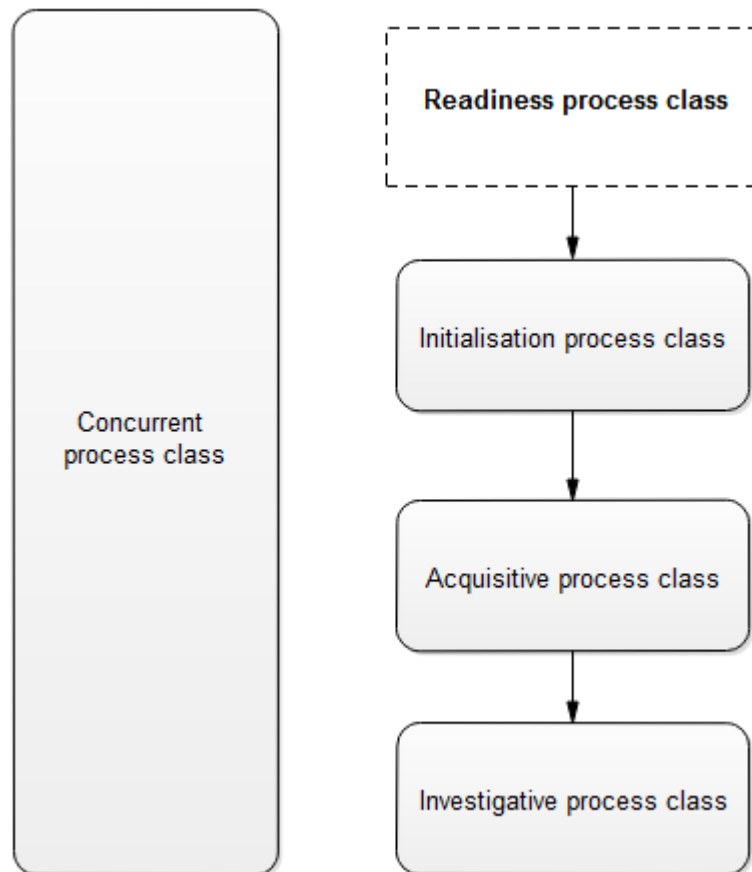 Readiness process class
Initialisation process class
Concurrent
process class
Acquisitive process class
Investigative process class